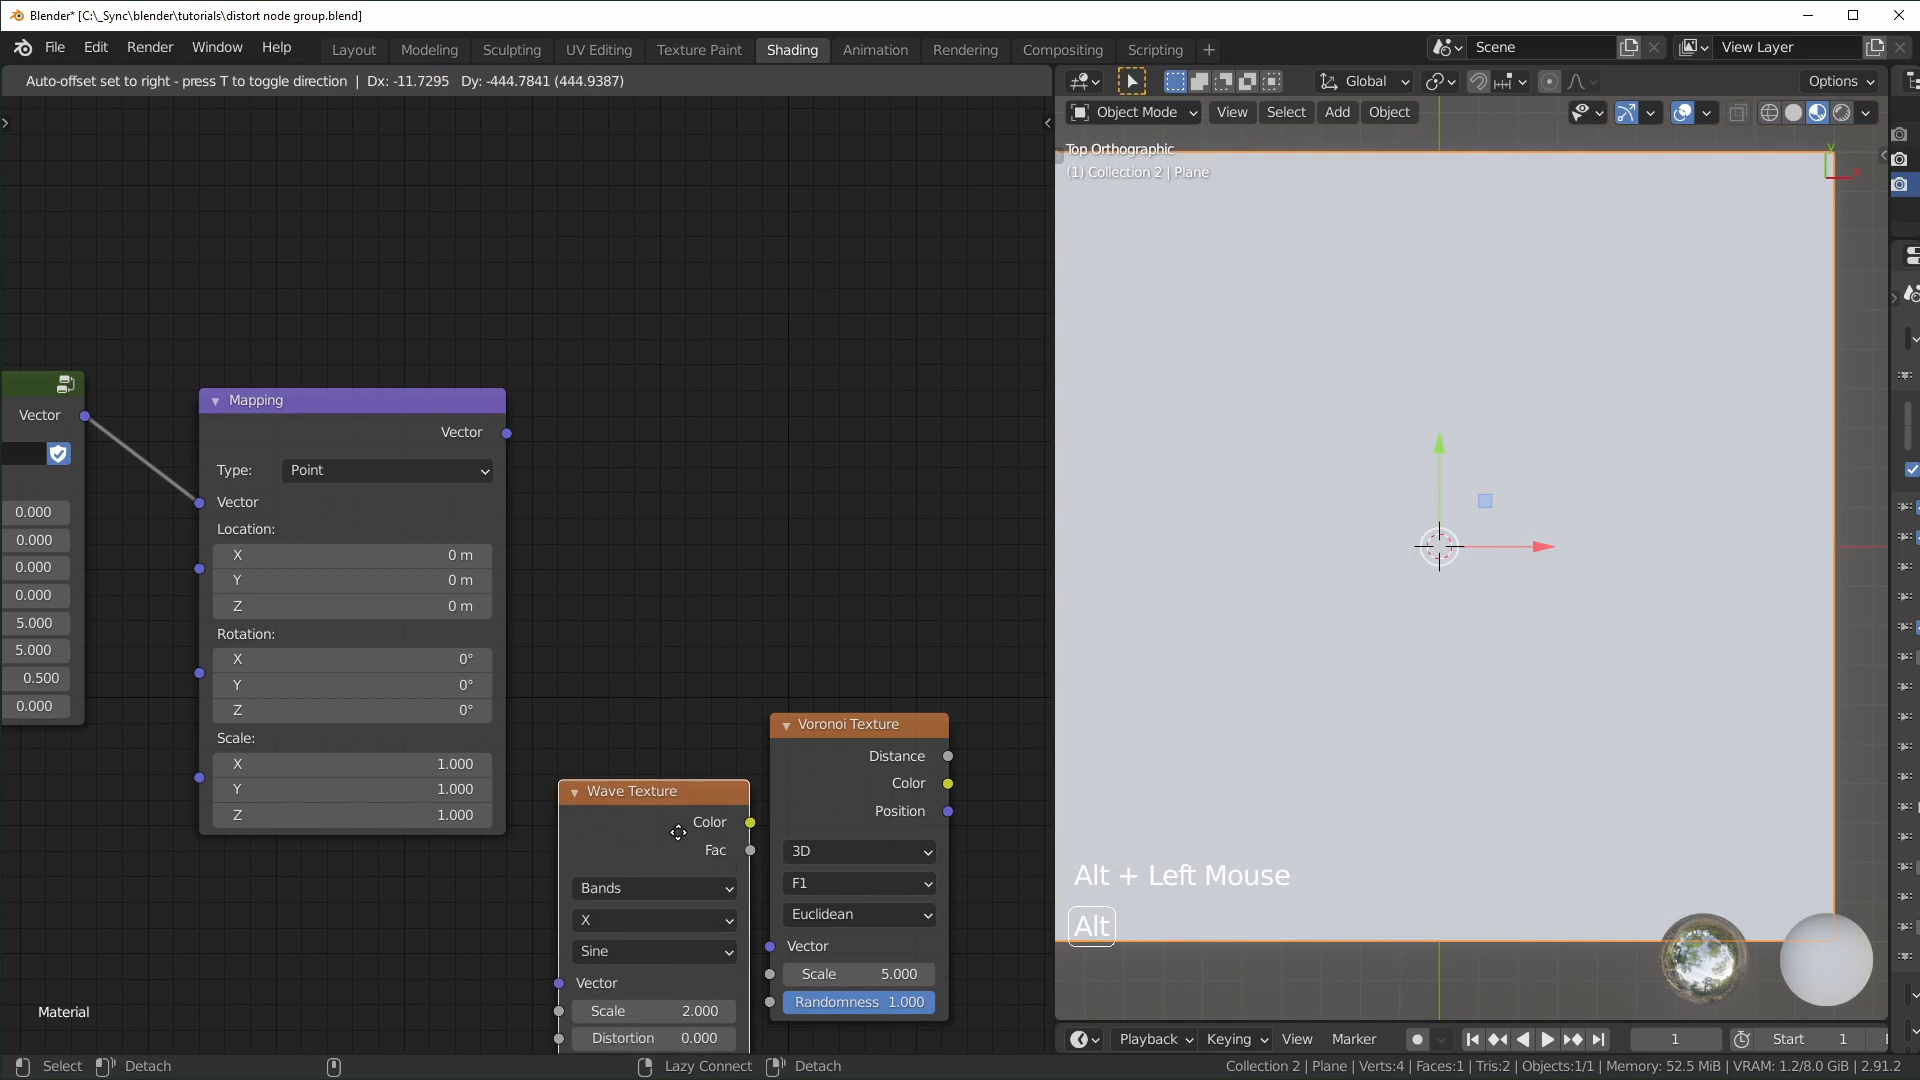 Blender* [C:\_Sync\blender\tutorials\distort node group.blend]
File Edit Render Window Help Layout Modeling Sculpting UV Editing Texture Paint Shading Animation Rendering Compositing Scripting + Scene View Layer
Auto-offset set to right - press T to toggle direction | Dx: -11.7295 Dy: -444.7841 (444.9387)
Global Options
Object Mode View Select Add Object
Top Orthographic
(1) Collection 2 | Plane
Y
X
Vector
0.000
0.000
0.000
0.000
5.000
5.000
0.500
0.000
Mapping
Vector
Type: Point
Vector
Location:
X 0 m
Y 0 m
Z 0 m
Rotation:
X 0°
Y 0°
Z 0°
Scale:
X 1.000
Y 1.000
Z 1.000
Wave Texture
Color
Fac
Bands
X
Sine
Vector
Scale 2.000
Distortion 0.000
Voronoi Texture
Distance
Color
Position
3D
F1
Euclidean
Vector
Scale 5.000
Randomness 1.000
Material
Alt + Left Mouse
Alt
Playback Keying View Marker 1 Start 1
Select Detach Lazy Connect Detach
Collection 2 | Plane | Verts:4 | Faces:1 | Tris:2 | Objects:1/1 | Memory: 52.5 MiB | VRAM: 1.2/8.0 GiB | 2.91.2